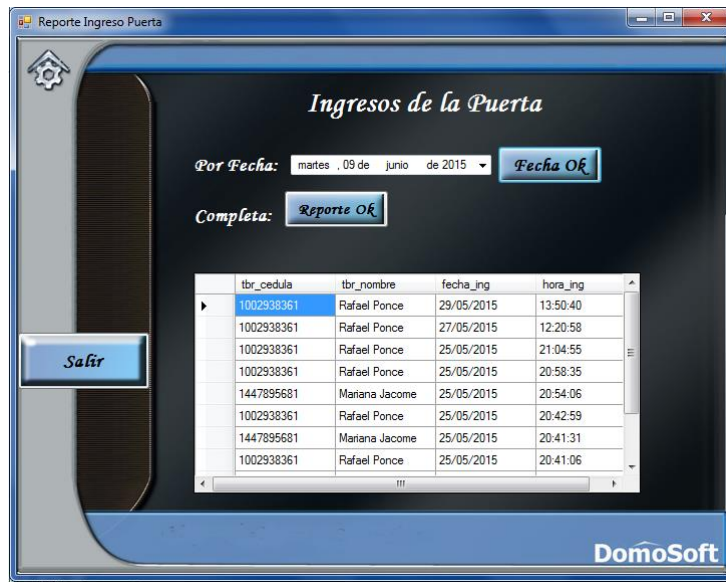 Reporte Ingreso Puerta
Ingresos de la Puerta
Por Fecha: martes , 09 de junio de 2015 Fecha Ok
Completa: Reporte Ok
tbr_cedula tbr_nombre fecha_ing hora_ing
1002938361 Rafael Ponce 29/05/2015 13:50:40
1002938361 Rafael Ponce 27/05/2015 12:20:58
1002938361 Rafael Ponce 25/05/2015 21:04:55
1002938361 Rafael Ponce 25/05/2015 20:58:35
1447895681 Mariana Jacome 25/05/2015 20:54:06
1002938361 Rafael Ponce 25/05/2015 20:42:59
1447895681 Mariana Jacome 25/05/2015 20:41:31
1002938361 Rafael Ponce 25/05/2015 20:41:06
Salir
DomoSoft